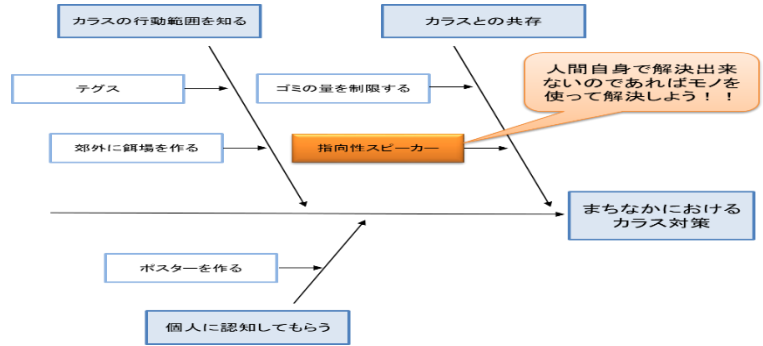 カラスの行動範囲を知る
カラスとの共存
テグス
ゴミの量を制限する
人間自身で解決出来
ないのであればモノを
使って解決しよう！！
郊外に餌場を作る
指向性スピーカー
まちなかにおける
カラス対策
ポスターを作る
個人に認知してもらう